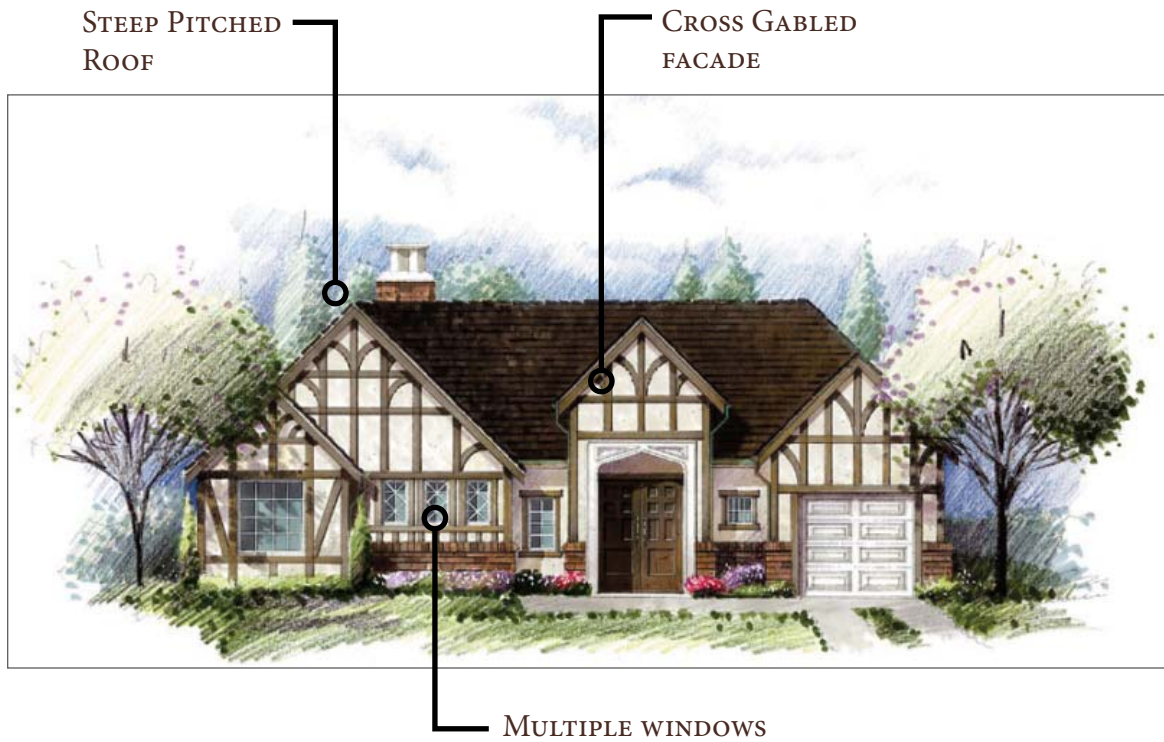 Steep Pitched
Roof
Cross Gabled
facade
Multiple windows